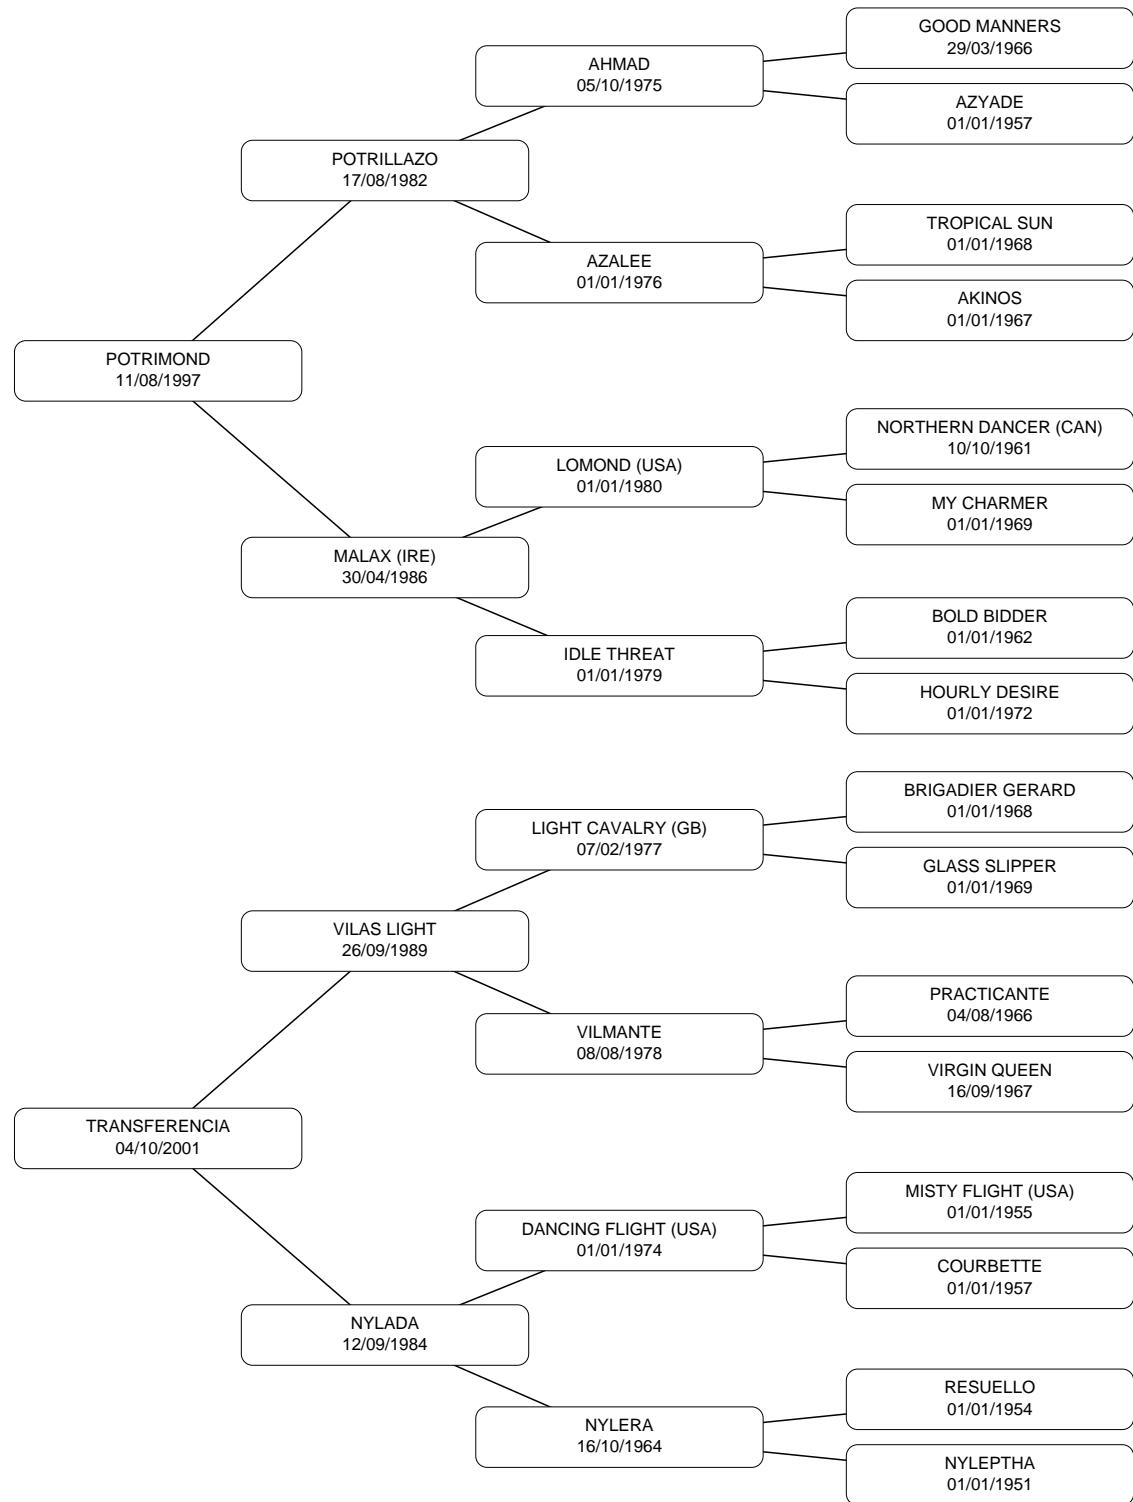 GOOD MANNERS
29/03/1966
AHMAD
05/10/1975
AZYADE
01/01/1957
POTRILLAZO
17/08/1982
TROPICAL SUN
01/01/1968
AZALEE
01/01/1976
AKINOS
01/01/1967
POTRIMOND
11/08/1997
NORTHERN DANCER (CAN)
10/10/1961
LOMOND (USA)
01/01/1980
MY CHARMER
01/01/1969
MALAX (IRE)
30/04/1986
BOLD BIDDER
01/01/1962
IDLE THREAT
01/01/1979
HOURLY DESIRE
01/01/1972
BRIGADIER GERARD
01/01/1968
LIGHT CAVALRY (GB)
07/02/1977
GLASS SLIPPER
01/01/1969
VILAS LIGHT
26/09/1989
PRACTICANTE
04/08/1966
VILMANTE
08/08/1978
VIRGIN QUEEN
16/09/1967
TRANSFERENCIA
04/10/2001
MISTY FLIGHT (USA)
01/01/1955
DANCING FLIGHT (USA)
01/01/1974
COURBETTE
01/01/1957
NYLADA
12/09/1984
RESUELLO
01/01/1954
NYLERA
16/10/1964
NYLEPTHA
01/01/1951